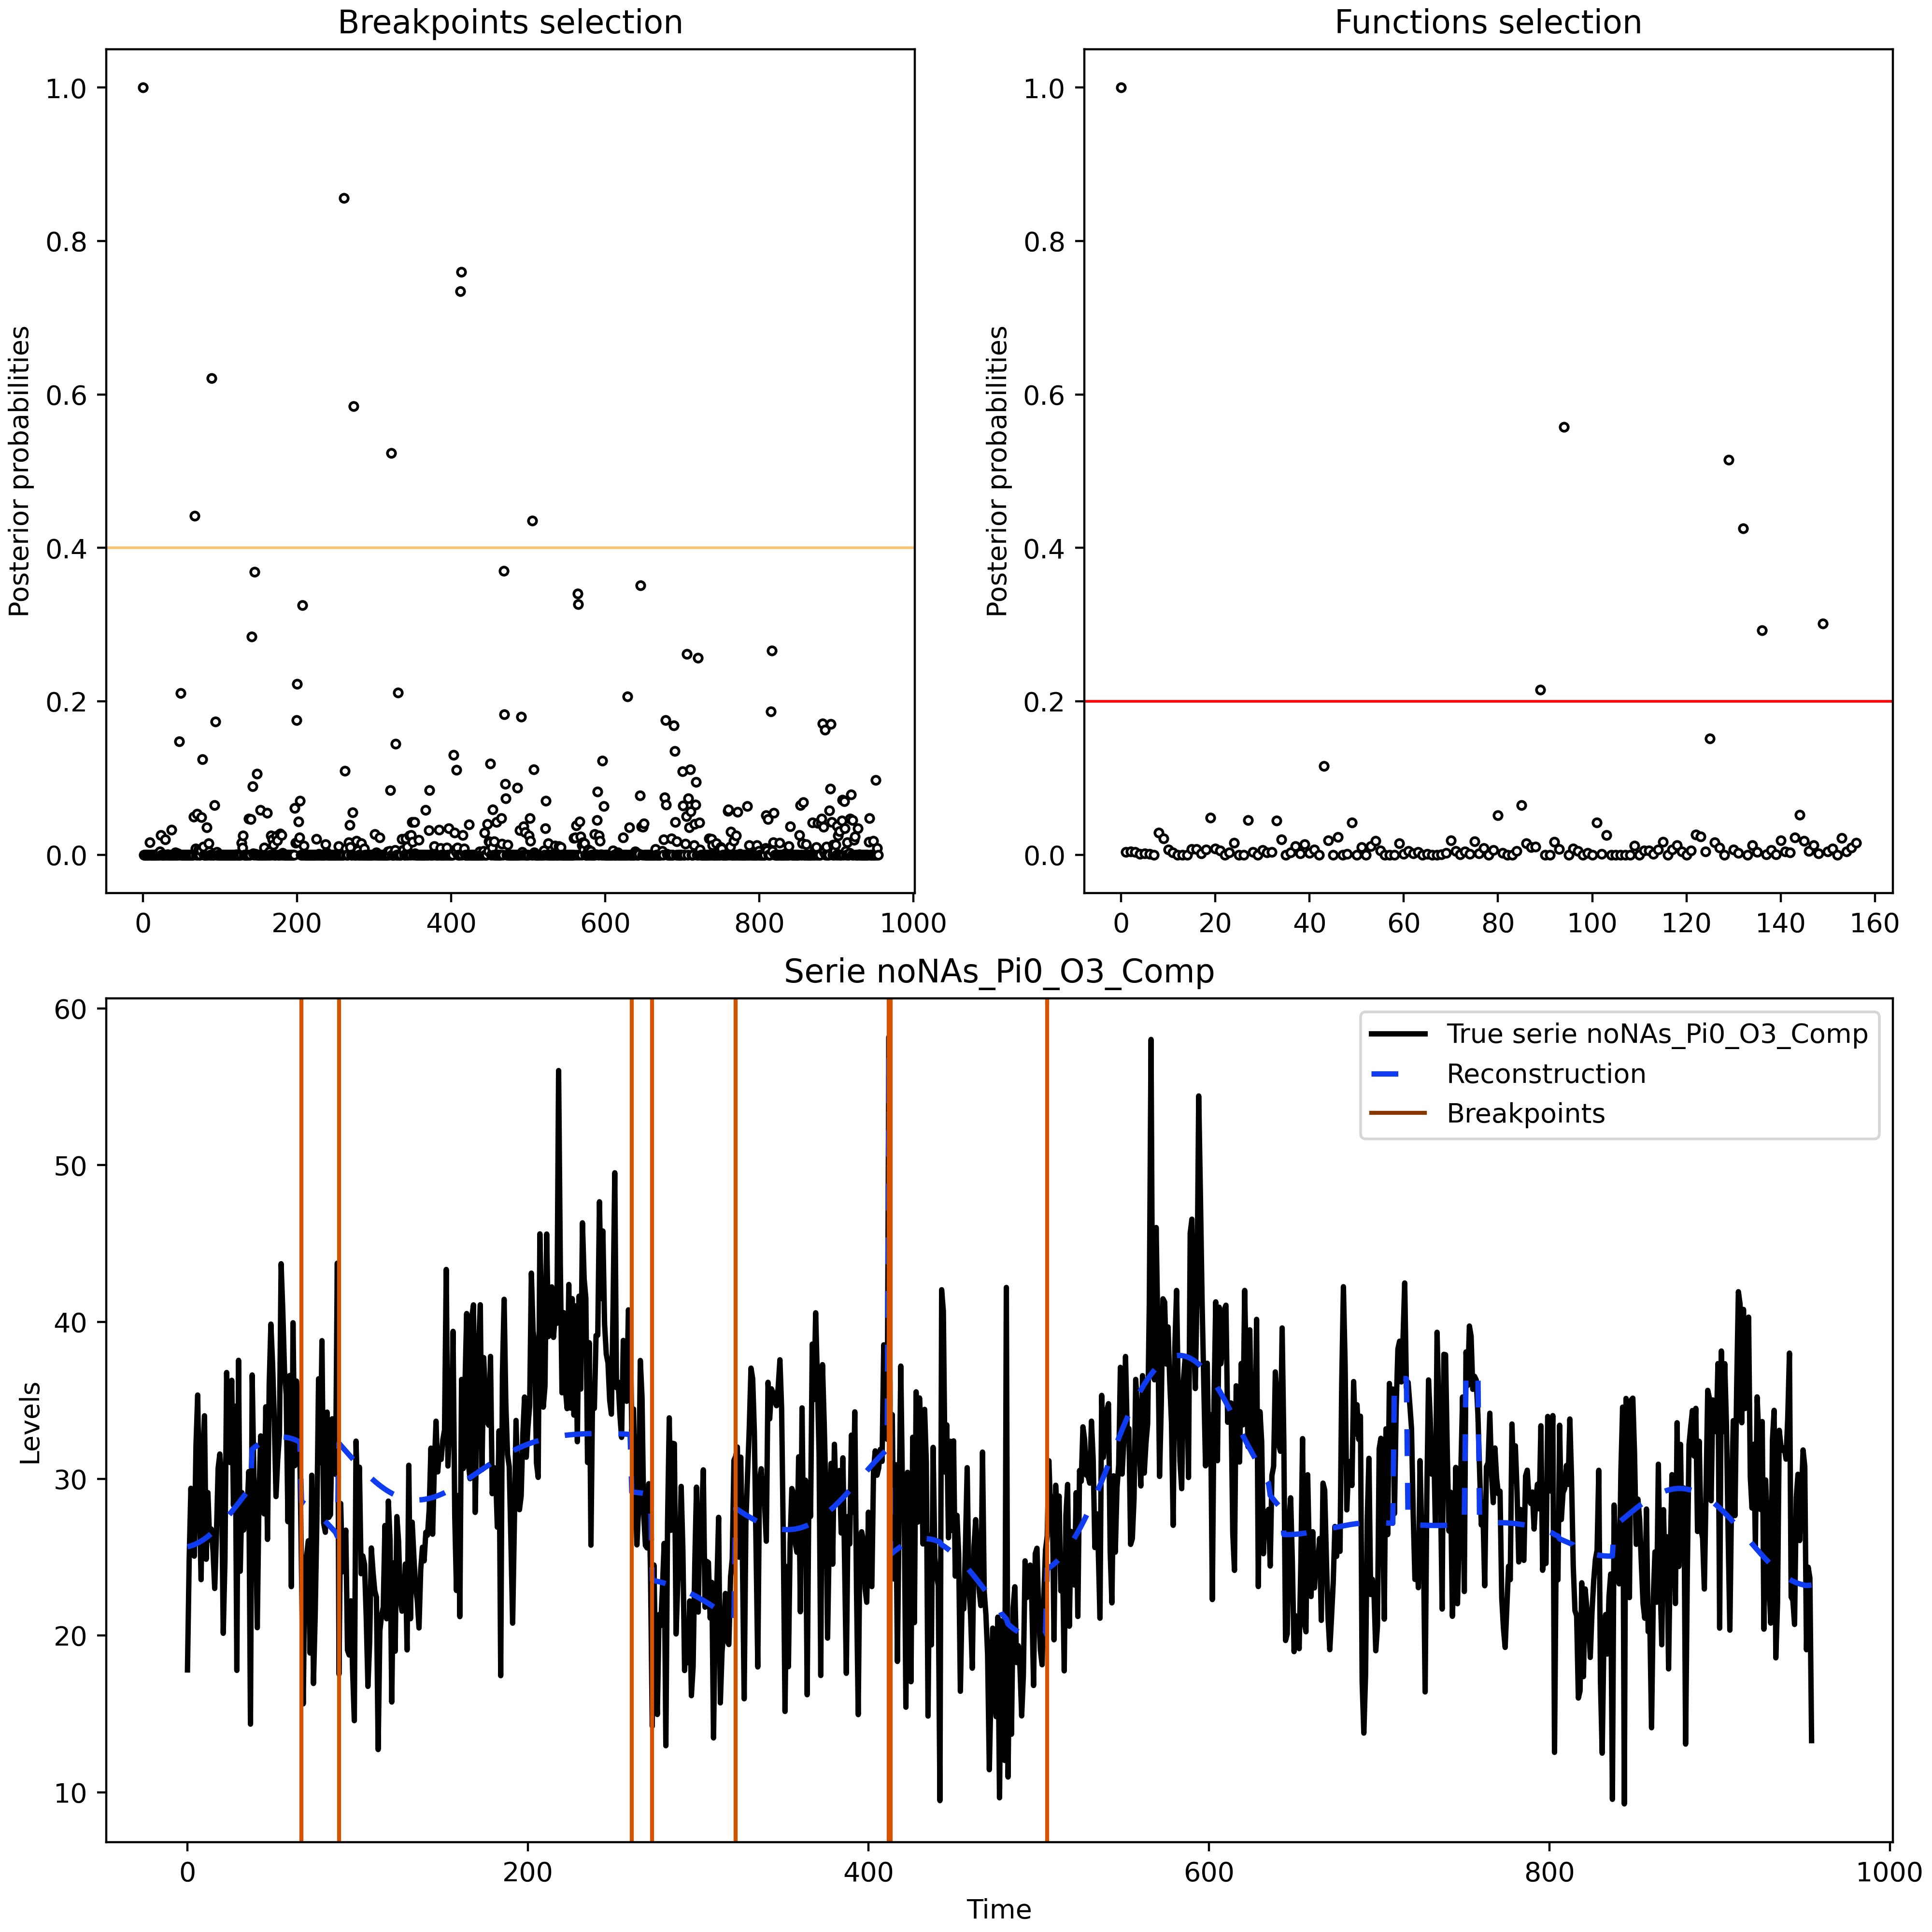 Breakpoints selection
Posterior probabilities
1.0
0.8
0.6
0.4
0.2
0.0
0 200 400 600 800 1000
Functions selection
Posterior probabilities
1.0
0.8
0.6
0.4
0.2
0.0
0 20 40 60 80 100 120 140 160
Serie noNAs_Pi0_O3_Comp
Levels
60
50
40
30
20
10
True serie noNAs_Pi0_O3_Comp
Reconstruction
Breakpoints
0 200 400 600 800 1000
Time